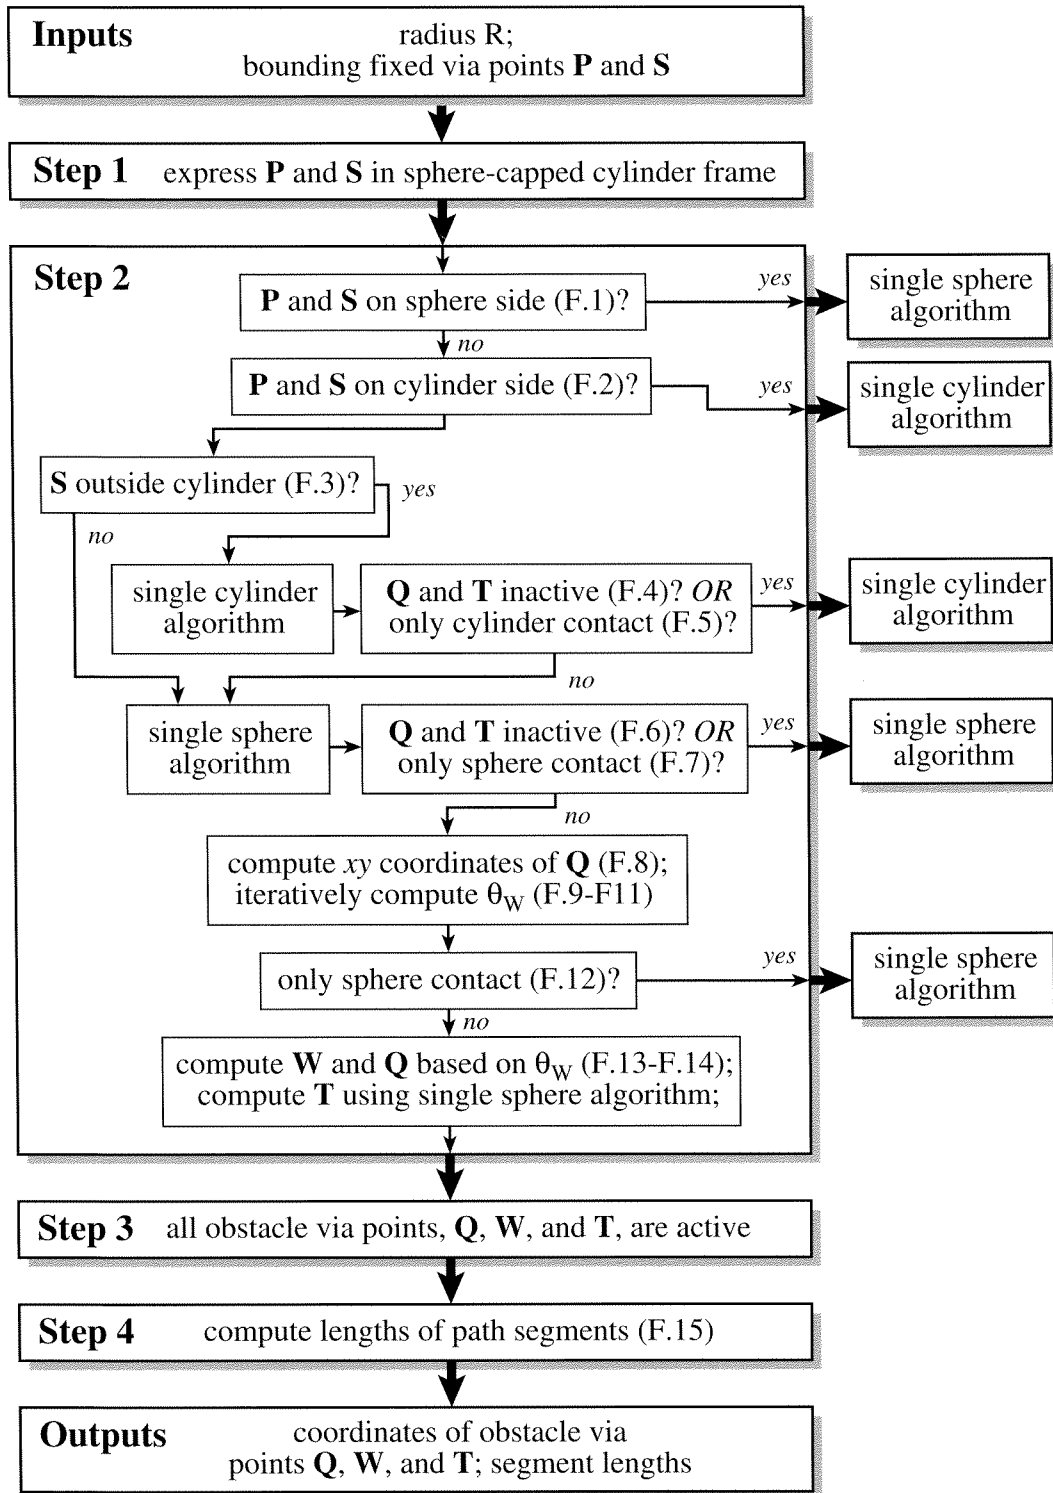 Inputs
radius R;
bounding fixed via points P and S
Step 1 express P and S in sphere-capped cylinder frame
Step 2
P and S on sphere side (F.1)?
yes
single sphere
algorithm
no
P and S on cylinder side (F.2)?
yes
single cylinder
algorithm
S outside cylinder (F.3)?
yes
no
single cylinder
algorithm
Q and T inactive (F.4)? OR
only cylinder contact (F.5)?
yes
single cylinder
algorithm
no
single sphere
algorithm
Q and T inactive (F.6)? OR
only sphere contact (F.7)?
yes
single sphere
algorithm
no
compute xy coordinates of Q (F.8);
iteratively compute θW (F.9-F11)
only sphere contact (F.12)?
yes
single sphere
algorithm
no
compute W and Q based on θW (F.13-F.14);
compute T using single sphere algorithm;
Step 3 all obstacle via points, Q, W, and T, are active
Step 4 compute lengths of path segments (F.15)
Outputs
coordinates of obstacle via
points Q, W, and T; segment lengths